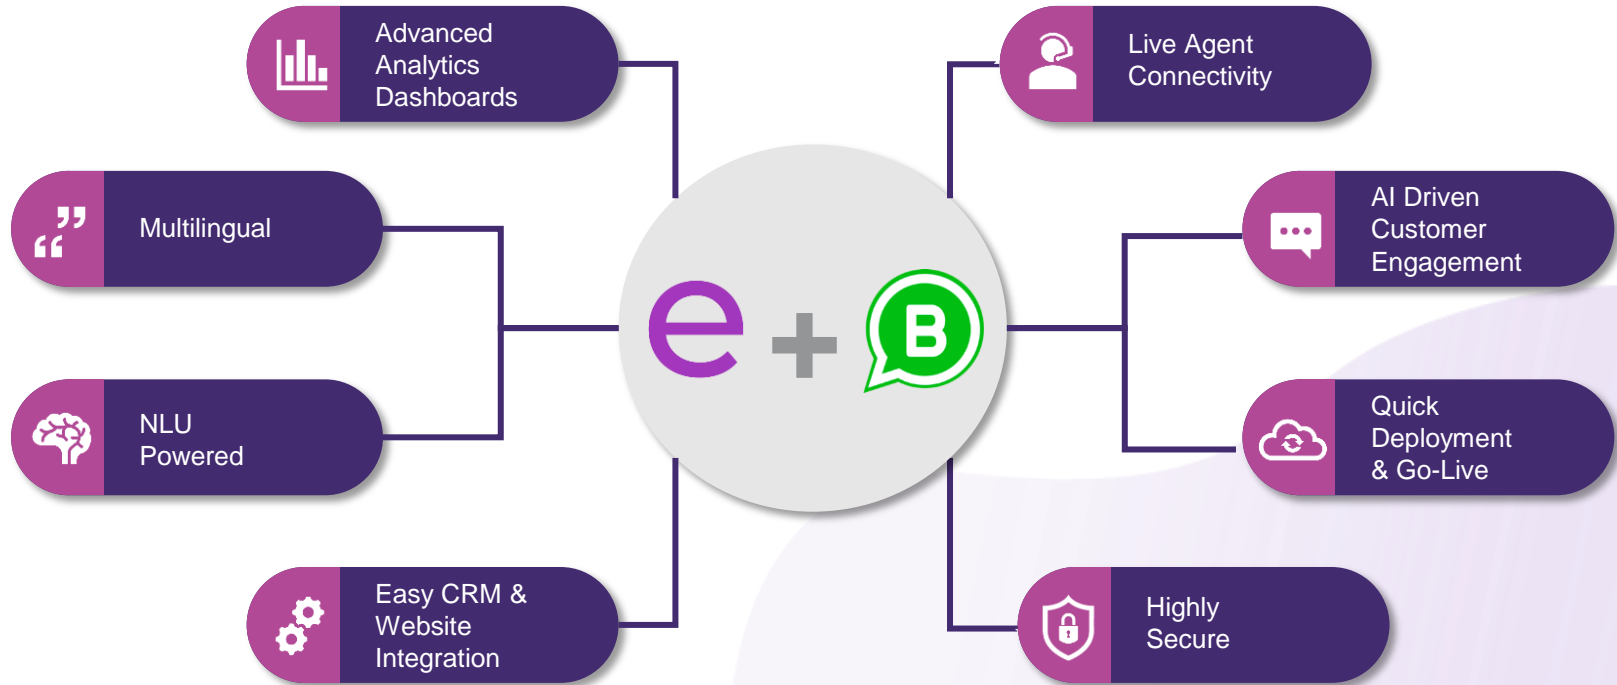 Advanced
Analytics
Dashboards
Live Agent
Connectivity
Multilingual
AI Driven
Customer
Engagement
e + B
NLU
Powered
Quick
Deployment
& Go-Live
Easy CRM &
Website
Integration
Highly
Secure